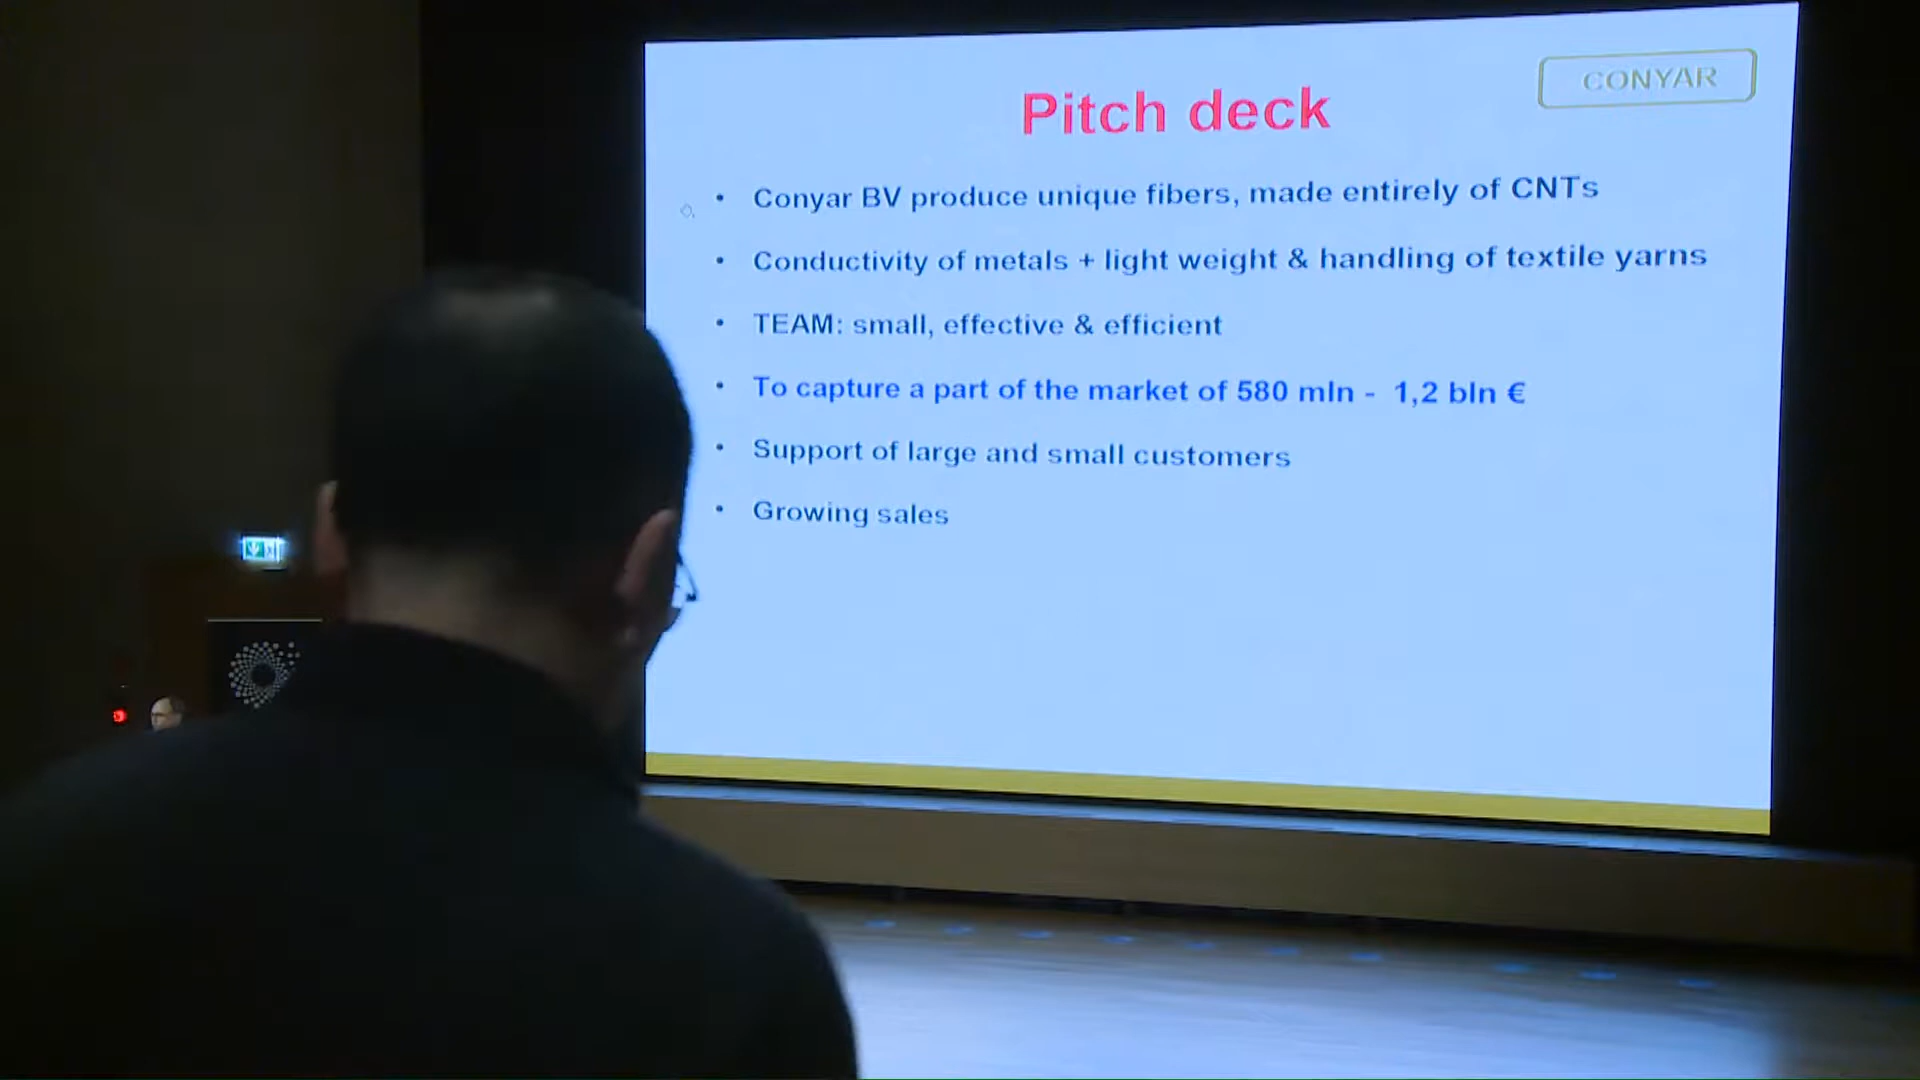 CONYAR
Pitch deck
• Conyar BV produce unique fibers, made entirely of CNTs
• Conductivity of metals + light weight & handling of textile yarns
• TEAM: small, effective & efficient
• To capture a part of the market of 580 mln - 1,2 bln €
• Support of large and small customers
• Growing sales